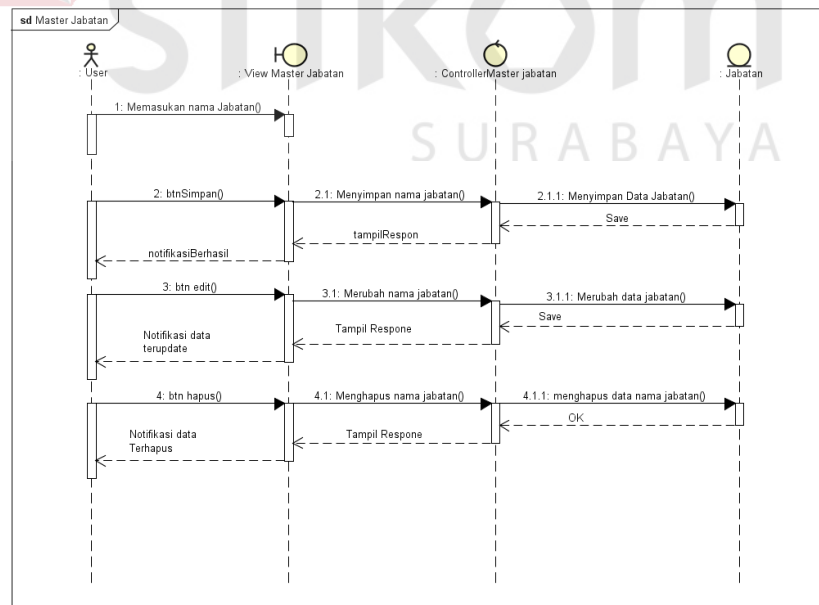 sd Master Jabatan
: User
: View Master Jabatan
: ControllerMaster jabatan
: Jabatan
SURABAYA
1: Memasukan nama Jabatan()
2: btnSimpan()
2.1: Menyimpan nama jabatan()
2.1.1: Menyimpan Data Jabatan()
Save
tampilRespon
notifikasiBerhasil
3: btn edit()
3.1: Merubah nama jabatan()
3.1.1: Merubah data jabatan()
Save
Tampil Respone
Notifikasi data
terupdate
4: btn hapus()
4.1: Menghapus nama jabatan()
4.1.1: menghapus data nama jabatan()
OK
Tampil Respone
Notifikasi data
Terhapus